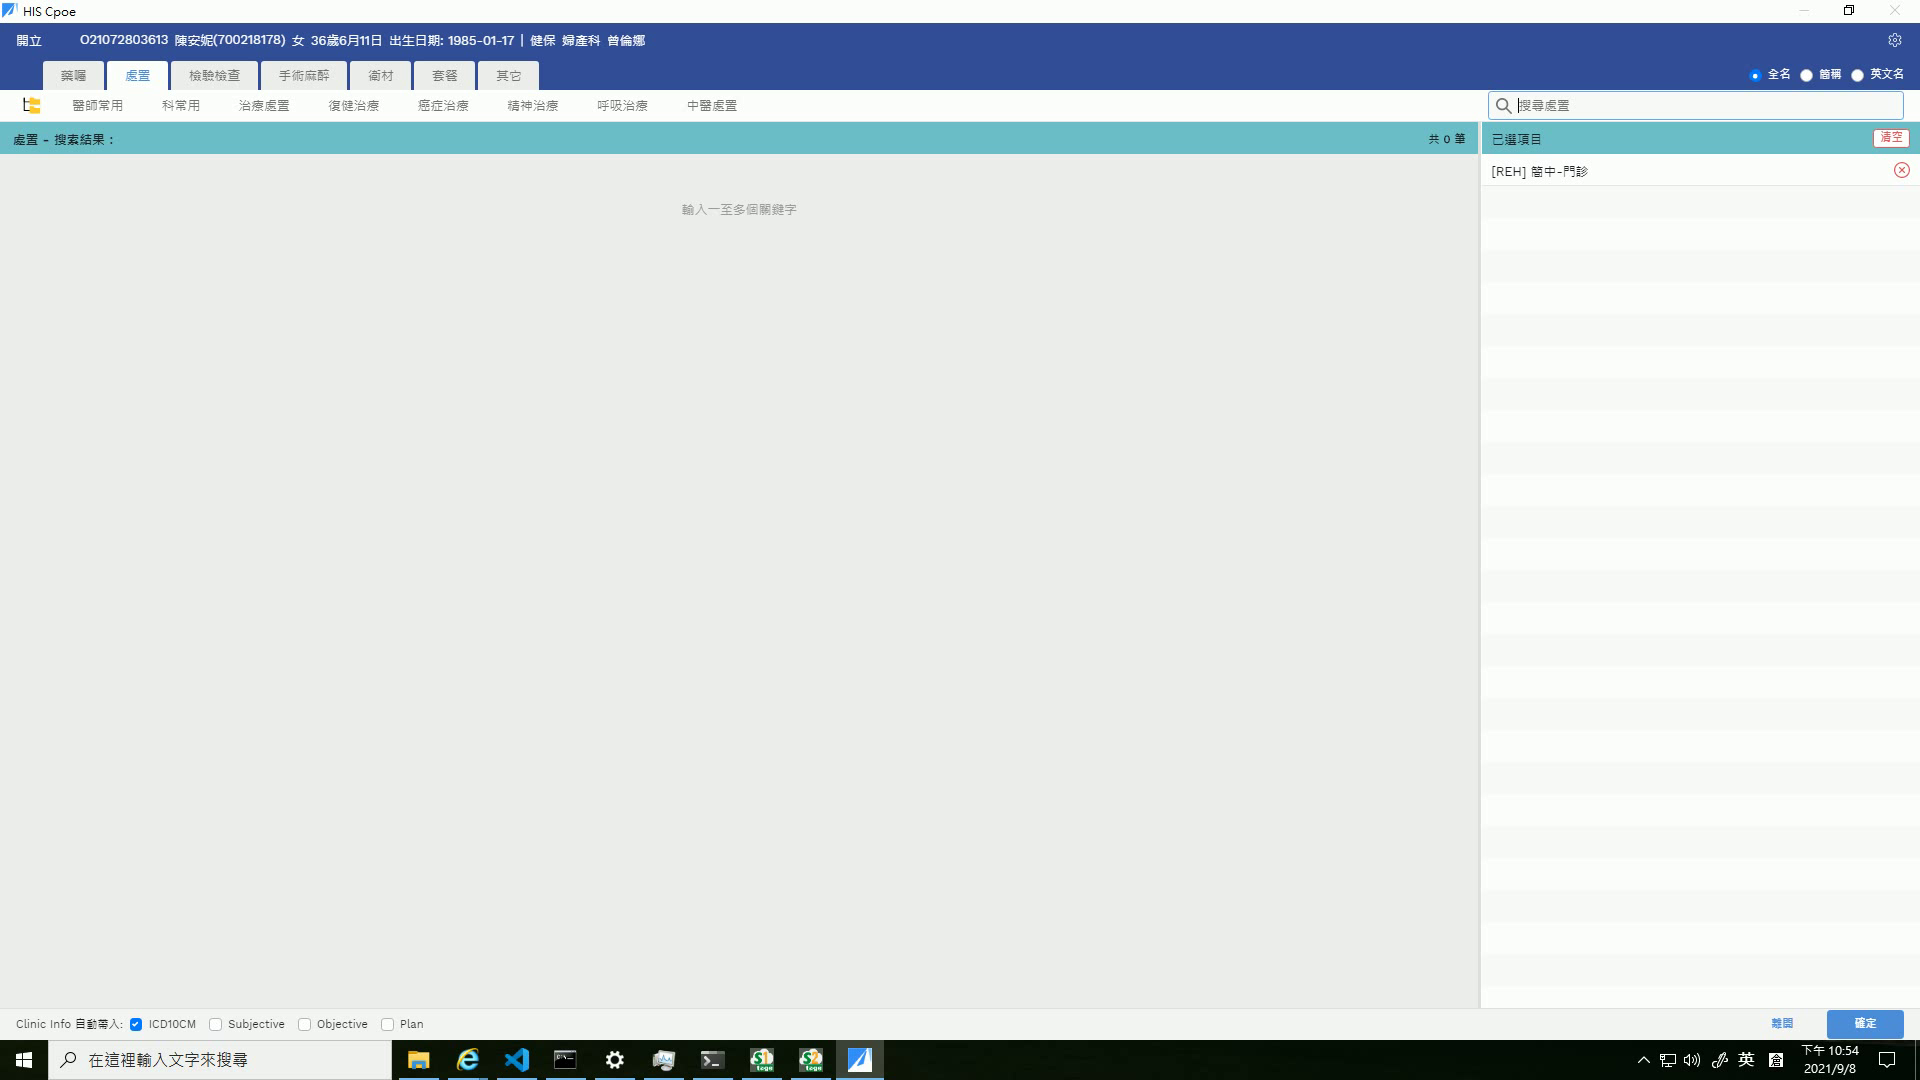 HIS Cpoe
開立 O21072803613 陳安妮(700218178) 女 36歲6月11日 出生日期: 1985-01-17 | 健保 婦產科 曾倫娜
藥囑 處置 檢驗檢查 手術麻醉 衛材 套餐 其它
全名 簡稱 英文名
醫師常用 科常用 治療處置 復健治療 癌症治療 精神治療 呼吸治療 中醫處置
搜尋處置
處置 - 搜索結果 :
共 0 筆
已選項目
清空
[REH] 簡中-門診
輸入一至多個關鍵字
Clinic Info 自動帶入: ICD10CM Subjective Objective Plan
離開
確定
在這裡輸入文字來搜尋
S1
togo
S2
togo
英
倉
下午 10:54
2021/9/8